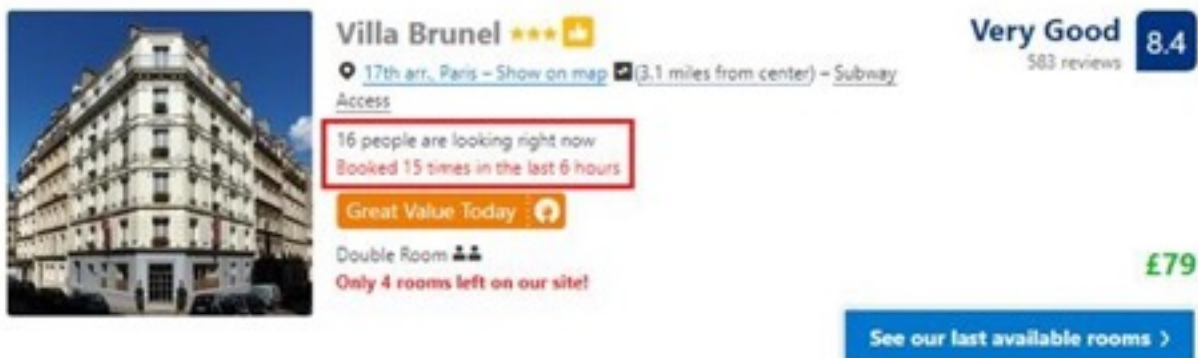 Villa Brunel
17th arr., Paris – Show on map (3.1 miles from center) – Subway
Access
16 people are looking right now
Booked 15 times in the last 6 hours
Great Value Today
Double Room
Only 4 rooms left on our site!
Very Good
583 reviews
8.4
£79
See our last available rooms >